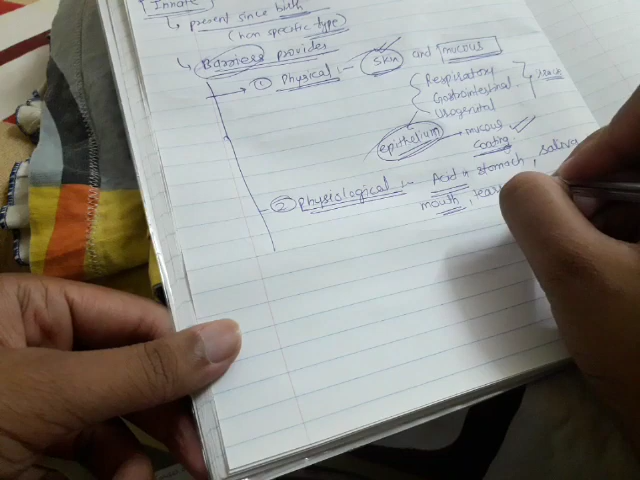 Innate
↳ present since birth
(non specific type)
↳ Barriers provides
→ ① Physical :- skin and mucous
Respiratory
Gastrointestinal
Urogenital
epithelium → mucous
coating
② Physiological :- Acid in stomach, saliva
mouth, tears